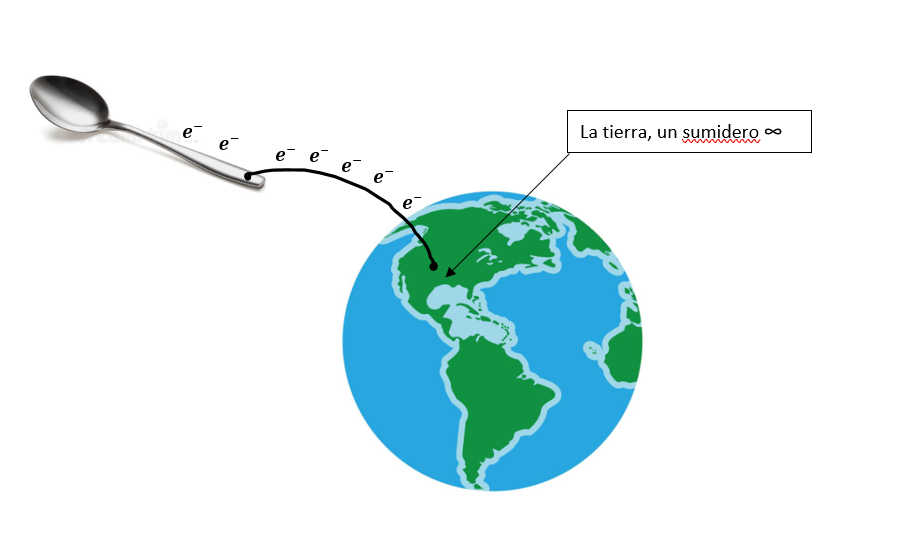 e⁻
e⁻
e⁻ e⁻ e⁻ e⁻ e⁻
La tierra, un sumidero ∞